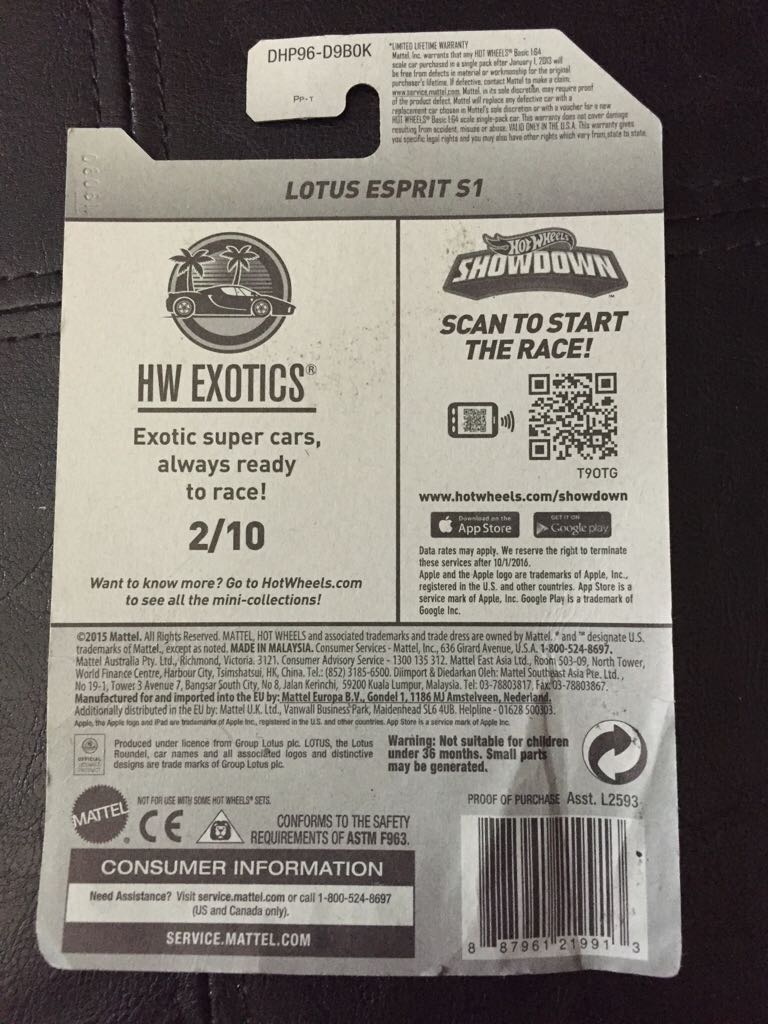 DHP96-D9B0K
PP-T
*LIMITED LIFETIME WARRANTY
Mattel, Inc. warrants that any HOT WHEELS® Basic 1:64
scale car purchased in a single pack after January 1, 2013 will
be free from defects in material or workmanship for the original
purchaser's lifetime. If defective, contact Mattel to make a claim:
www.service.mattel.com. Mattel, in its sole discretion, may require proof
of the product defect. Mattel will replace any defective car with a
replacement car chosen in Mattel's sole discretion or with a voucher for a new
HOT WHEELS® Basic 1:64 scale single-pack car. This warranty does not cover damage
resulting from accident, misuse or abuse. VALID ONLY IN THE U.S.A. This warranty gives
you specific legal rights and you may also have other rights which vary from state to state.
LOTUS ESPRIT S1
HW EXOTICS®
Exotic super cars,
always ready
to race!
2/10
Want to know more? Go to HotWheels.com
to see all the mini-collections!
HOT WHEELS
SHOWDOWN™
SCAN TO START
THE RACE!
T90TG
www.hotwheels.com/showdown
Download on the
App Store
GET IT ON
Google play
Data rates may apply. We reserve the right to terminate
these services after 10/1/2016.
Apple and the Apple logo are trademarks of Apple, Inc.,
registered in the U.S. and other countries. App Store is a
service mark of Apple, Inc. Google Play is a trademark of
Google Inc.
©2015 Mattel. All Rights Reserved. MATTEL, HOT WHEELS and associated trademarks and trade dress are owned by Mattel. ® and ™ designate U.S.
trademarks of Mattel, except as noted. MADE IN MALAYSIA. Consumer Services - Mattel, Inc., 636 Girard Avenue, U.S.A. 1-800-524-8697.
Mattel Australia Pty. Ltd., Richmond, Victoria. 3121. Consumer Advisory Service - 1300 135 312. Mattel East Asia Ltd., Room 503-09, North Tower,
World Finance Centre, Harbour City, Tsimshatsui, HK, China. Tel.: (852) 3185-6500. Diimport & Diedarkan Oleh: Mattel Southeast Asia Pte. Ltd.,
No 19-1, Tower 3 Avenue 7, Bangsar South City, No 8, Jalan Kerinchi, 59200 Kuala Lumpur, Malaysia. Tel: 03-78803817. Fax: 03-78803867.
Manufactured for and imported into the EU by: Mattel Europa B.V., Gondel 1, 1186 MJ Amstelveen, Nederland.
Additionally distributed in the EU by: Mattel U.K. Ltd., Vanwall Business Park, Maidenhead SL6 4UB. Helpline - 01628 500303.
Apple, the Apple logo and iPad are trademarks of Apple Inc., registered in the U.S. and other countries. App Store is a service mark of Apple Inc.
OFFICIAL
Produced under licence from Group Lotus plc. LOTUS, the Lotus
Roundel, car names and all associated logos and distinctive
designs are trade marks of Group Lotus plc.
Warning: Not suitable for children
under 36 months. Small parts
may be generated.
MATTEL
NOT FOR USE WITH SOME HOT WHEELS® SETS.
CE
CONFORMS TO THE SAFETY
REQUIREMENTS OF ASTM F963.
PROOF OF PURCHASE Asst. L2593
CONSUMER INFORMATION
Need Assistance? Visit service.mattel.com or call 1-800-524-8697
(US and Canada only).
SERVICE.MATTEL.COM
8 87961 21991 3